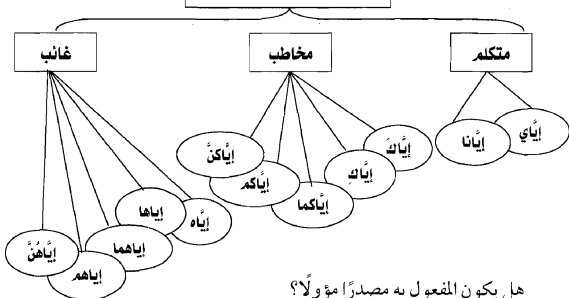 متكلم
مخاطب
غائب
إيَّاي
إيَّانا
إيَّاكَ
إيَّاكِ
إيَّاكما
إيَّاكم
إيَّاكنَّ
إيَّاه
إياها
إياهما
إياهم
إيَّاهُنَّ
هل يكون المفعول به مصدرًا مؤولًا؟